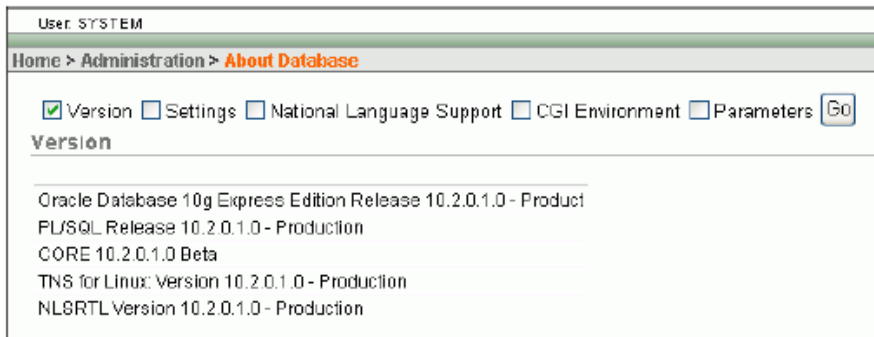 User: SYSTEM
Home > Administration > About Database
Version Settings National Language Support CGI Environment Parameters Go
Version
Oracle Database 10g Express Edition Release 10.2.0.1.0 - Product
PL/SQL Release 10.2.0.1.0 - Production
CORE 10.2.0.1.0 Beta
TNS for Linux: Version 10.2.0.1.0 - Production
NLSRTL Version 10.2.0.1.0 - Production